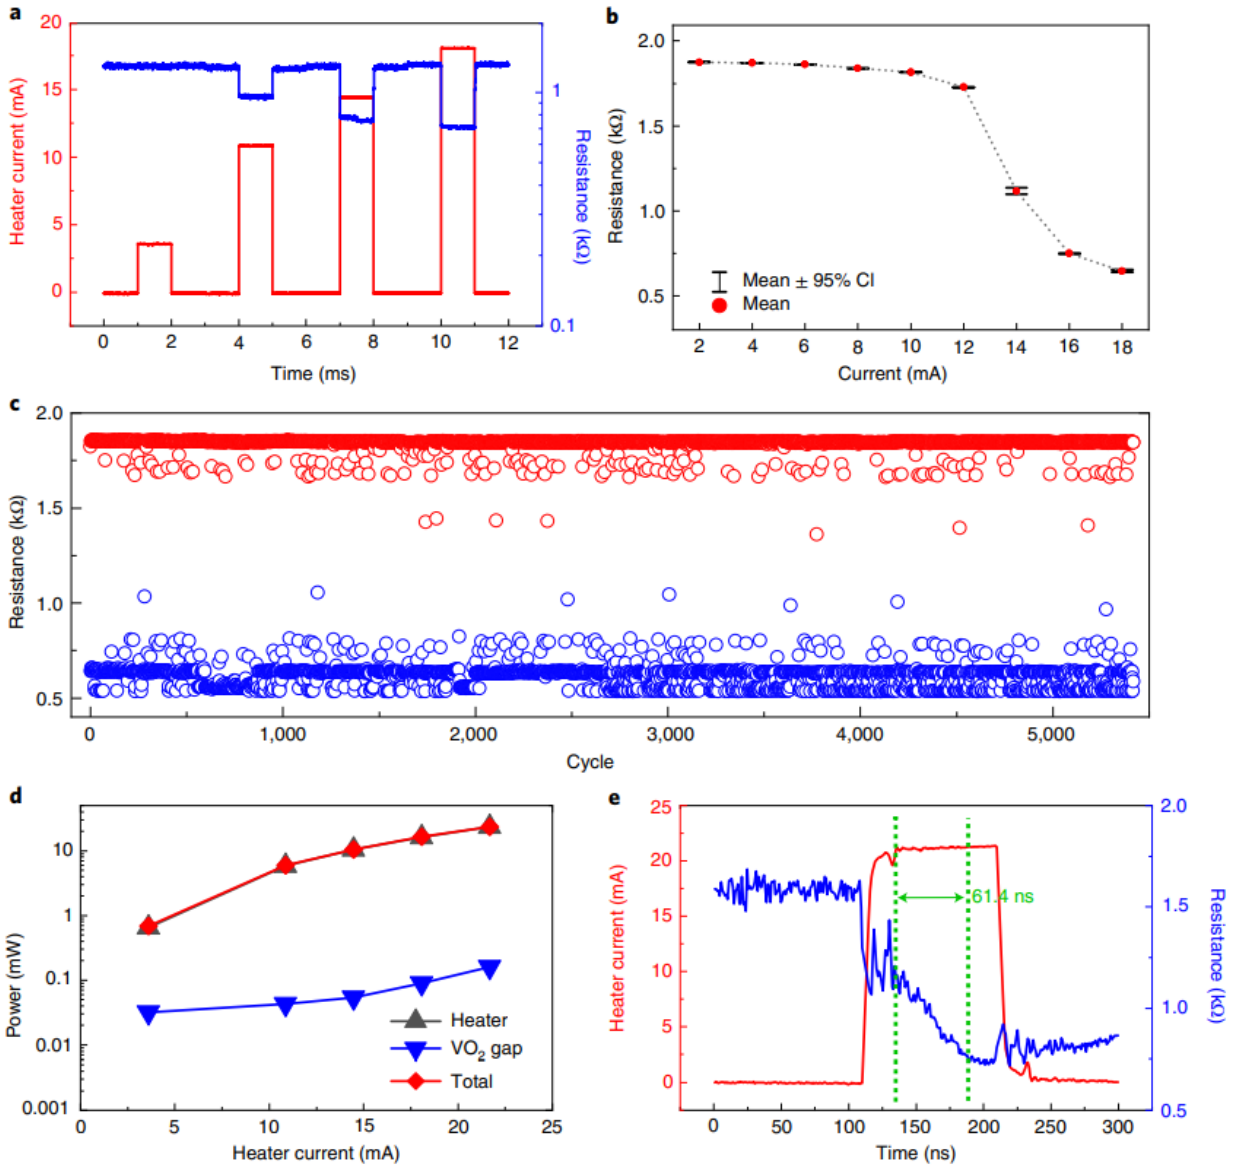 a
20
15
10
5
0
Heater current (mA)
1
0.1
Resistance (kΩ)
0 2 4 6 8 10 12
Time (ms)
b
2.0
1.5
1.0
0.5
Resistance (kΩ)
Mean ± 95% CI
Mean
2 4 6 8 10 12 14 16 18
Current (mA)
c
2.0
1.5
1.0
0.5
Resistance (kΩ)
0 1,000 2,000 3,000 4,000 5,000
Cycle
d
10
1
0.1
0.01
0.001
Power (mW)
Heater
VO2 gap
Total
0 5 10 15 20 25
Heater current (mA)
e
25
20
15
10
5
0
Heater current (mA)
61.4 ns
2.0
1.5
1.0
0.5
Resistance (kΩ)
0 50 100 150 200 250 300
Time (ns)